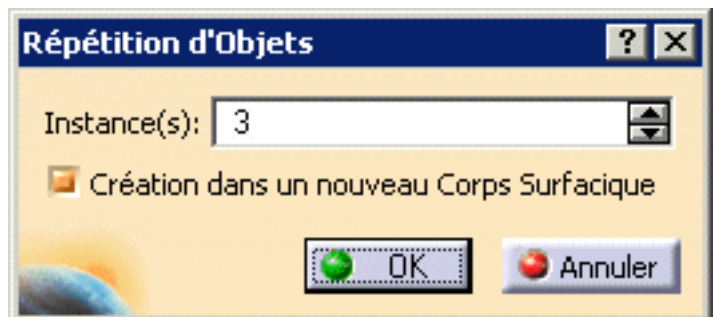 Répétition d'Objets ? X
Instance(s): 3
Création dans un nouveau Corps Surfacique
OK Annuler